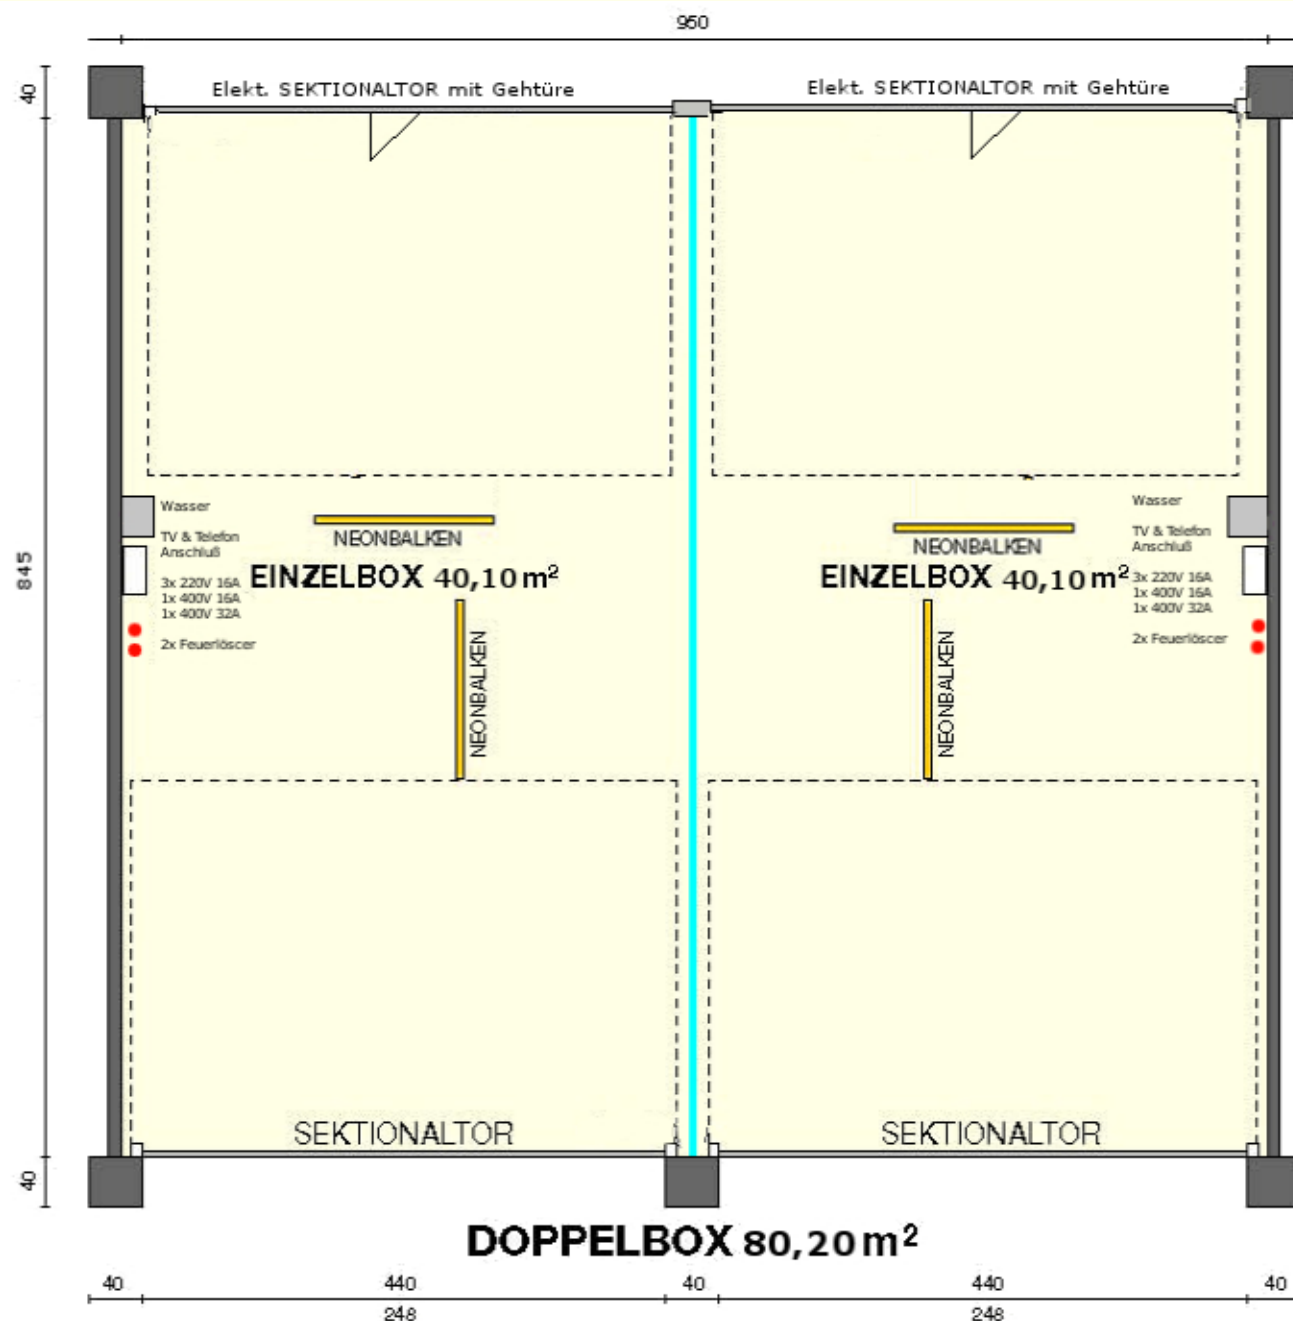 950
40
Elekt. SEKTIONALTOR mit Gehtüre
Elekt. SEKTIONALTOR mit Gehtüre
845
Wasser
TV & Telefon
Anschluß
3x 220V 16A
1x 400V 16A
1x 400V 32A
2x Feuerlöscer
NEONBALKEN
EINZELBOX 40,10 m²
NEONBALKEN
NEONBALKEN
EINZELBOX 40,10 m²
NEONBALKEN
Wasser
TV & Telefon
Anschluß
3x 220V 16A
1x 400V 16A
1x 400V 32A
2x Feuerlöscer
SEKTIONALTOR
SEKTIONALTOR
40
DOPPELBOX 80,20 m²
40 440 40 440 40
248 248